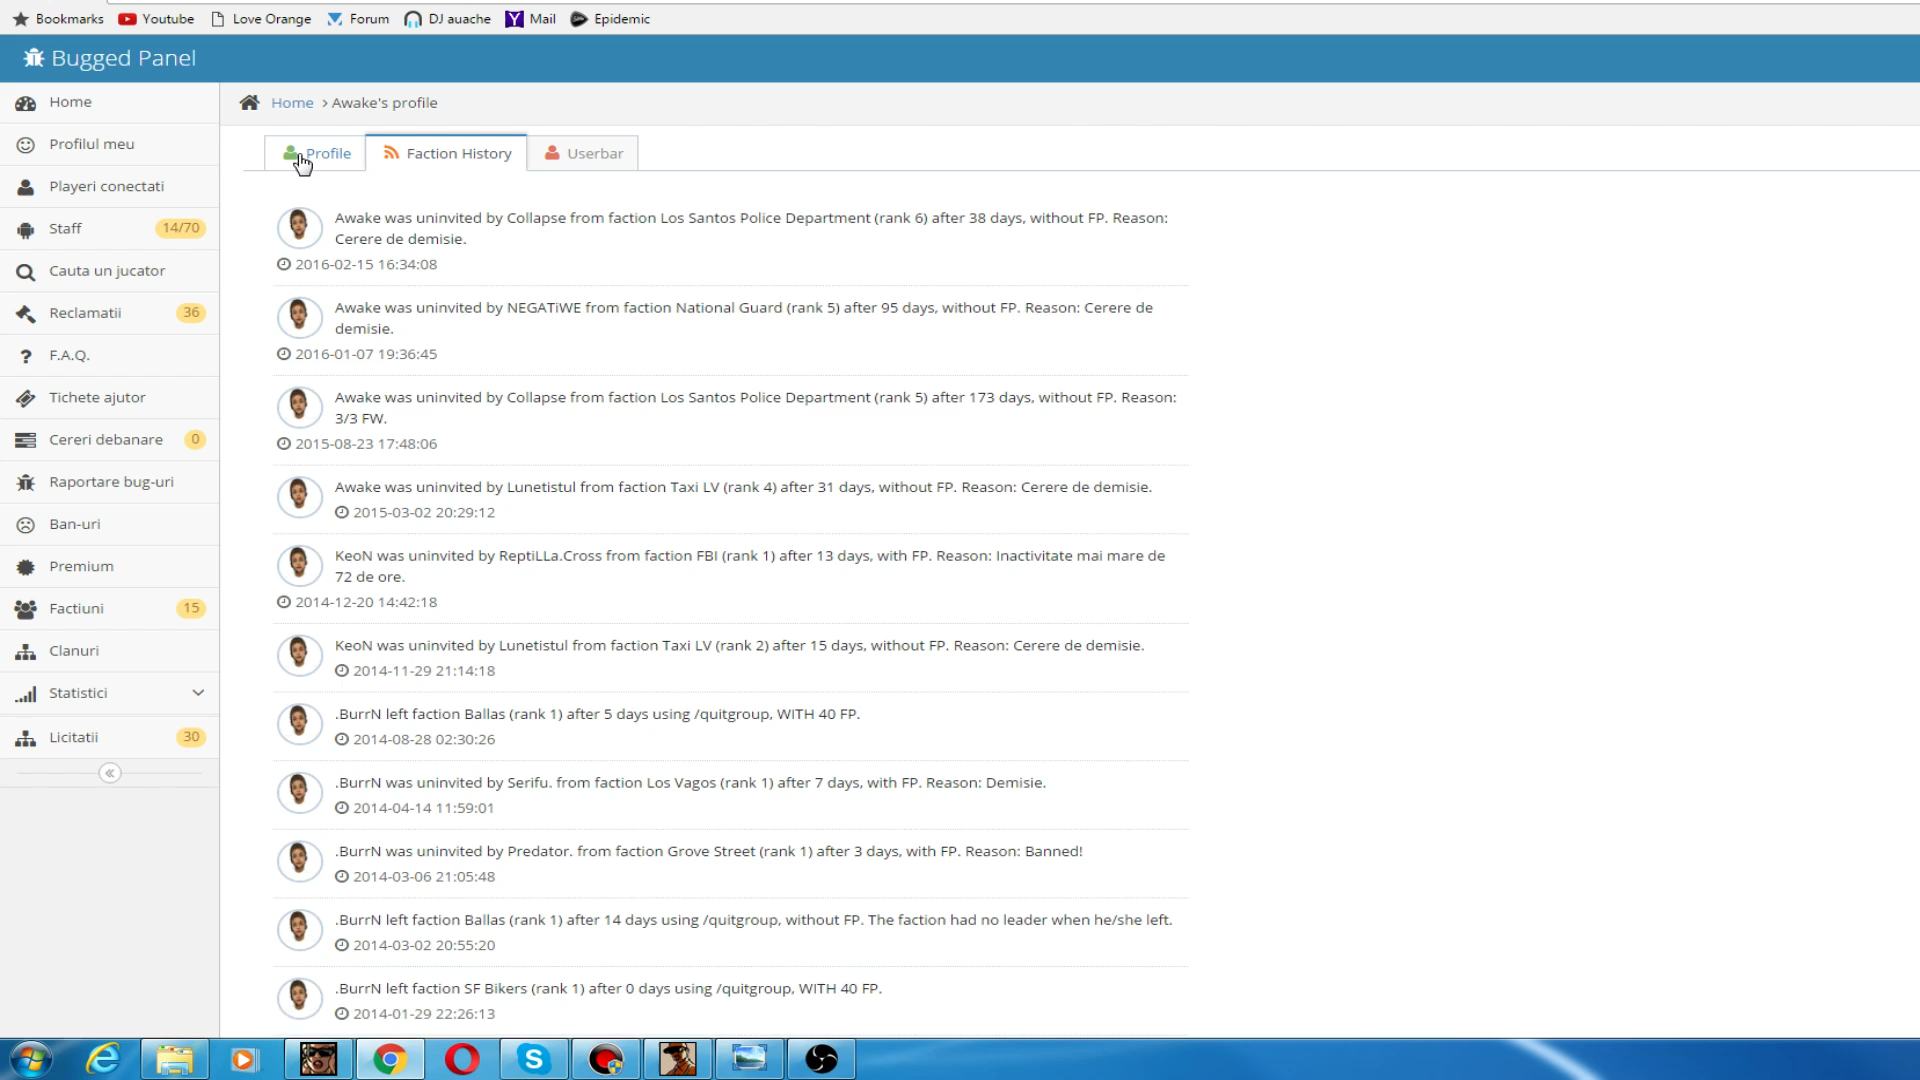 Bookmarks Youtube Love Orange Forum DJ auache Mail Epidemic
Bugged Panel
Home
Profilul meu
Playeri conectati
Staff 14/70
Cauta un jucator
Reclamatii 36
F.A.Q.
Tichete ajutor
Cereri debanare 0
Raportare bug-uri
Ban-uri
Premium
Factiuni 15
Clanuri
Statistici
Licitatii 30
Home > Awake's profile
Profile Faction History Userbar
Awake was uninvited by Collapse from faction Los Santos Police Department (rank 6) after 38 days, without FP. Reason:
Cerere de demisie.
2016-02-15 16:34:08
Awake was uninvited by NEGATiWE from faction National Guard (rank 5) after 95 days, without FP. Reason: Cerere de
demisie.
2016-01-07 19:36:45
Awake was uninvited by Collapse from faction Los Santos Police Department (rank 5) after 173 days, without FP. Reason:
3/3 FW.
2015-08-23 17:48:06
Awake was uninvited by Lunetistul from faction Taxi LV (rank 4) after 31 days, without FP. Reason: Cerere de demisie.
2015-03-02 20:29:12
KeoN was uninvited by ReptiLLa.Cross from faction FBI (rank 1) after 13 days, with FP. Reason: Inactivitate mai mare de
72 de ore.
2014-12-20 14:42:18
KeoN was uninvited by Lunetistul from faction Taxi LV (rank 2) after 15 days, without FP. Reason: Cerere de demisie.
2014-11-29 21:14:18
.BurrN left faction Ballas (rank 1) after 5 days using /quitgroup, WITH 40 FP.
2014-08-28 02:30:26
.BurrN was uninvited by Serifu. from faction Los Vagos (rank 1) after 7 days, with FP. Reason: Demisie.
2014-04-14 11:59:01
.BurrN was uninvited by Predator. from faction Grove Street (rank 1) after 3 days, with FP. Reason: Banned!
2014-03-06 21:05:48
.BurrN left faction Ballas (rank 1) after 14 days using /quitgroup, without FP. The faction had no leader when he/she left.
2014-03-02 20:55:20
.BurrN left faction SF Bikers (rank 1) after 0 days using /quitgroup, WITH 40 FP.
2014-01-29 22:26:13